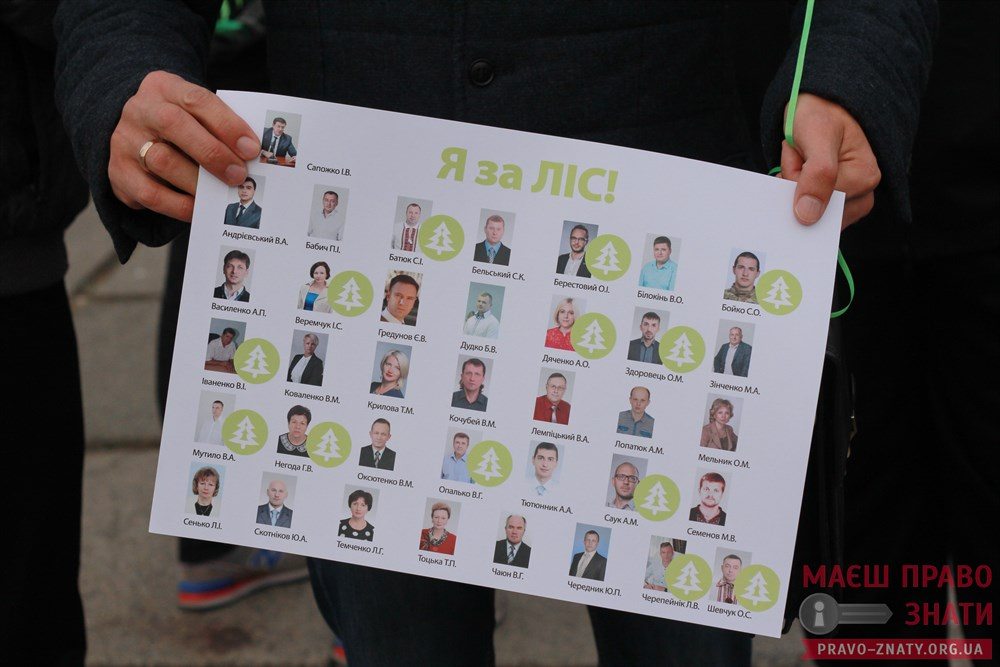 Я за ЛІС!
Сапожко І.В.
Андрієвський В.А.
Бабич П.І.
Батюк С.І.
Бельський С.К.
Берестовий О.І.
Білокінь В.О.
Бойко С.О.
Василенко А.П.
Веремчук І.С.
Гредунов Є.В.
Дудко Б.В.
Дяченко А.О.
Здоровець О.М.
Зінченко М.А.
Іваненко В.І.
Коваленко В.М.
Крилова Т.М.
Кочубей В.М.
Лемпіцький В.А.
Лопатюк А.М.
Мельник О.М.
Мутило В.А.
Негода Г.В.
Оксютенко В.М.
Опалько В.Г.
Тютюнник А.А.
Саук А.М.
Семенов М.В.
Сенько Л.І.
Скотніков Ю.А.
Темченко Л.Г.
Тоцька Т.П.
Чаюн В.Г.
Чередник Ю.П.
Черепейнік Л.В.
Шевчук О.С.
МАЄШ ПРАВО
ЗНАТИ
PRAVO-ZNATY.ORG.UA